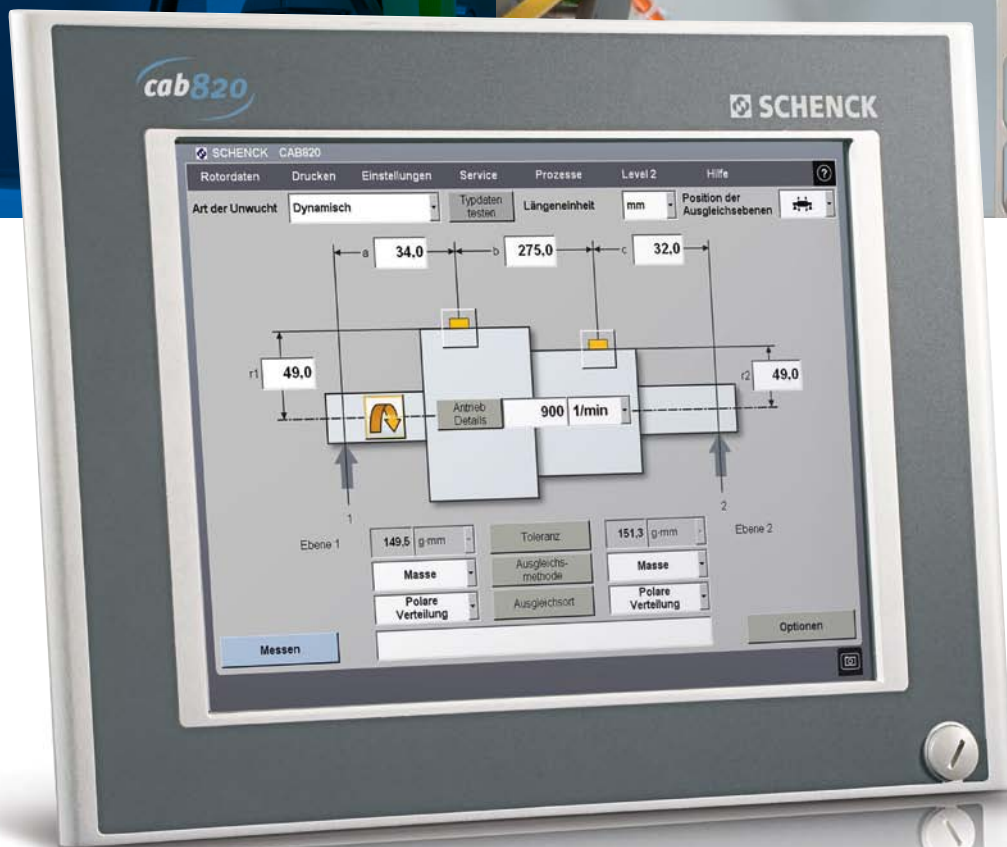 cab820
SCHENCK
SCHENCK CAB820
Rotordaten Drucken Einstellungen Service Prozesse Level 2 Hilfe ?
Art der Unwucht Dynamisch Typdaten testen Längeneinheit mm Position der Ausgleichsebenen
a 34,0 b 275,0 c 32,0
r1 49,0
r2 49,0
Antrieb Details 900 1/min
1
2
Ebene 1 149,5 g·mm Toleranz 151,3 g·mm Ebene 2
Masse Ausgleichs-methode Masse
Polare Verteilung Ausgleichsort Polare Verteilung
Messen
Optionen